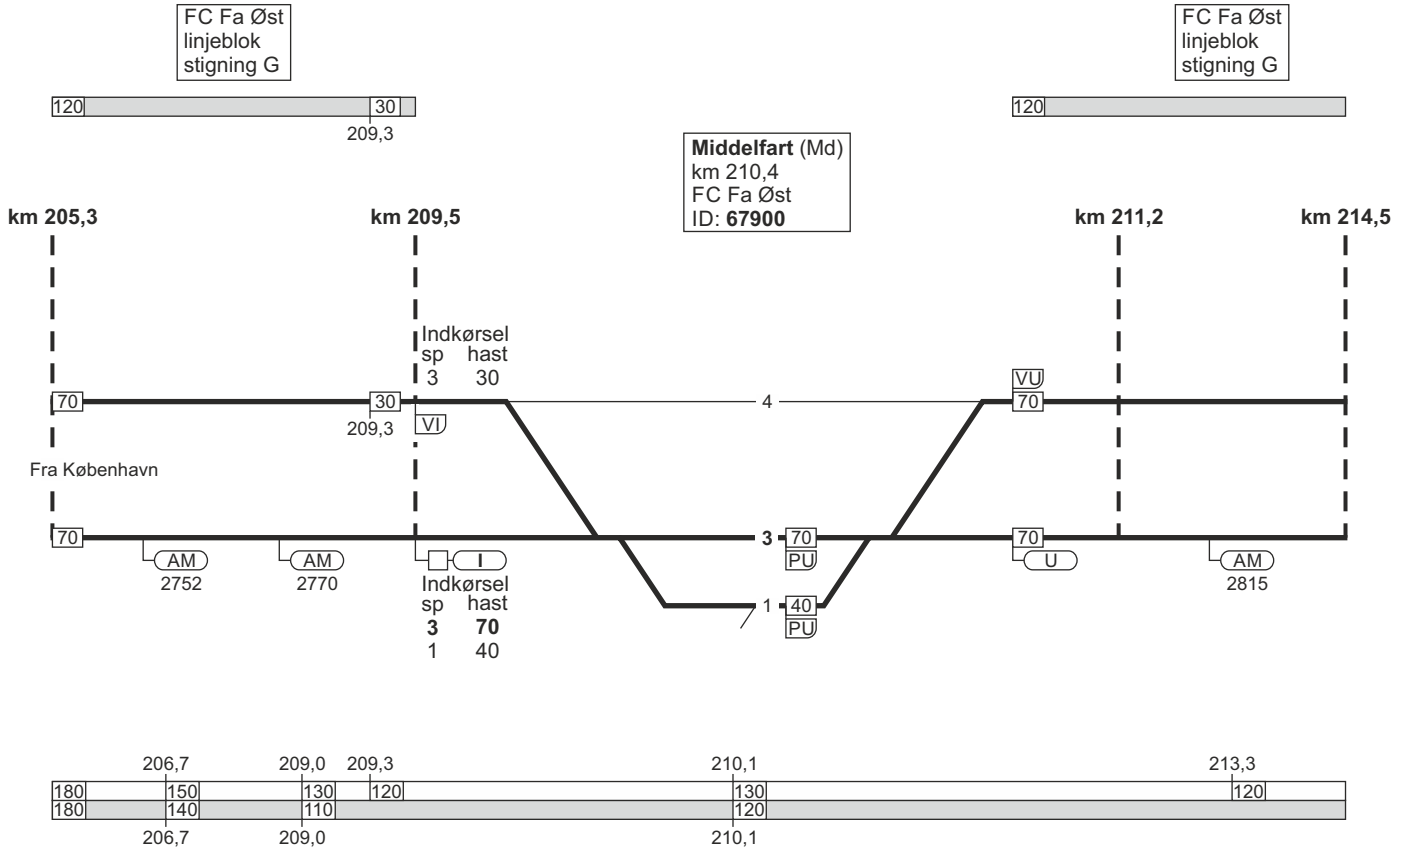 FC Fa Øst
linjeblok
stigning G
FC Fa Øst
linjeblok
stigning G
120 30
209,3
120
Middelfart (Md)
km 210,4
FC Fa Øst
ID: 67900
km 205,3
km 209,5
km 211,2
km 214,5
Indkørsel
sp hast
3 30
70
30
209,3
VI
4
VU
70
Fra København
70
AM
2752
AM
2770
I
Indkørsel
sp hast
3 70
1 40
3 70
PU
1 40
PU
70
U
AM
2815
206,7 209,0 209,3 210,1 213,3
180 150 130 120 130 120
180 140 110 120
206,7 209,0 210,1